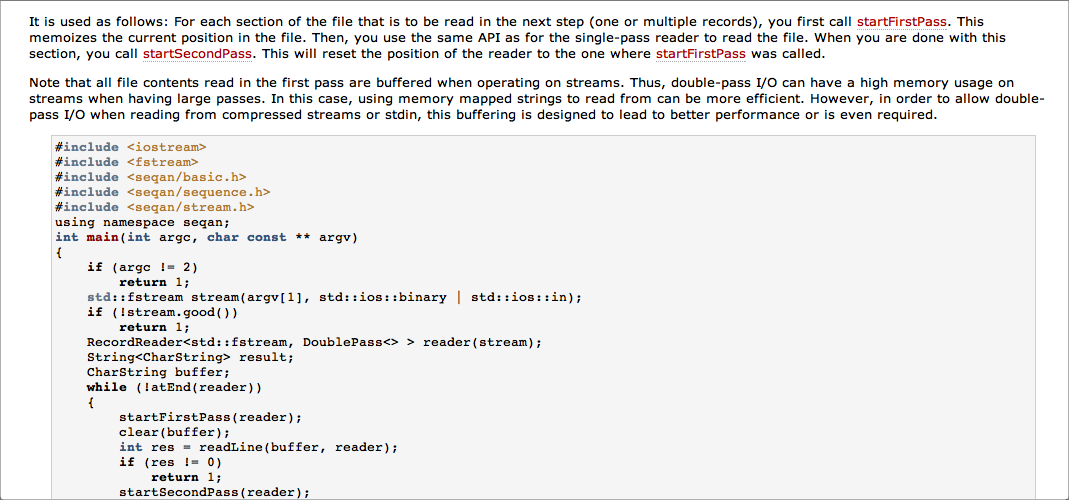 It is used as follows: For each section of the file that is to be read in the next step (one or multiple records), you first call startFirstPass. This
memoizes the current position in the file. Then, you use the same API as for the single-pass reader to read the file. When you are done with this
section, you call startSecondPass. This will reset the position of the reader to the one where startFirstPass was called.
Note that all file contents read in the first pass are buffered when operating on streams. Thus, double-pass I/O can have a high memory usage on
streams when having large passes. In this case, using memory mapped strings to read from can be more efficient. However, in order to allow double-
pass I/O when reading from compressed streams or stdin, this buffering is designed to lead to better performance or is even required.
#include <iostream>
#include <fstream>
#include <seqan/basic.h>
#include <seqan/sequence.h>
#include <seqan/stream.h>
using namespace seqan;
int main(int argc, char const ** argv)
{
    if (argc != 2)
        return 1;
    std::fstream stream(argv[1], std::ios::binary | std::ios::in);
    if (!stream.good())
        return 1;
    RecordReader<std::fstream, DoublePass<> > reader(stream);
    String<CharString> result;
    CharString buffer;
    while (!atEnd(reader))
    {
        startFirstPass(reader);
        clear(buffer);
        int res = readLine(buffer, reader);
        if (res != 0)
            return 1;
        startSecondPass(reader);